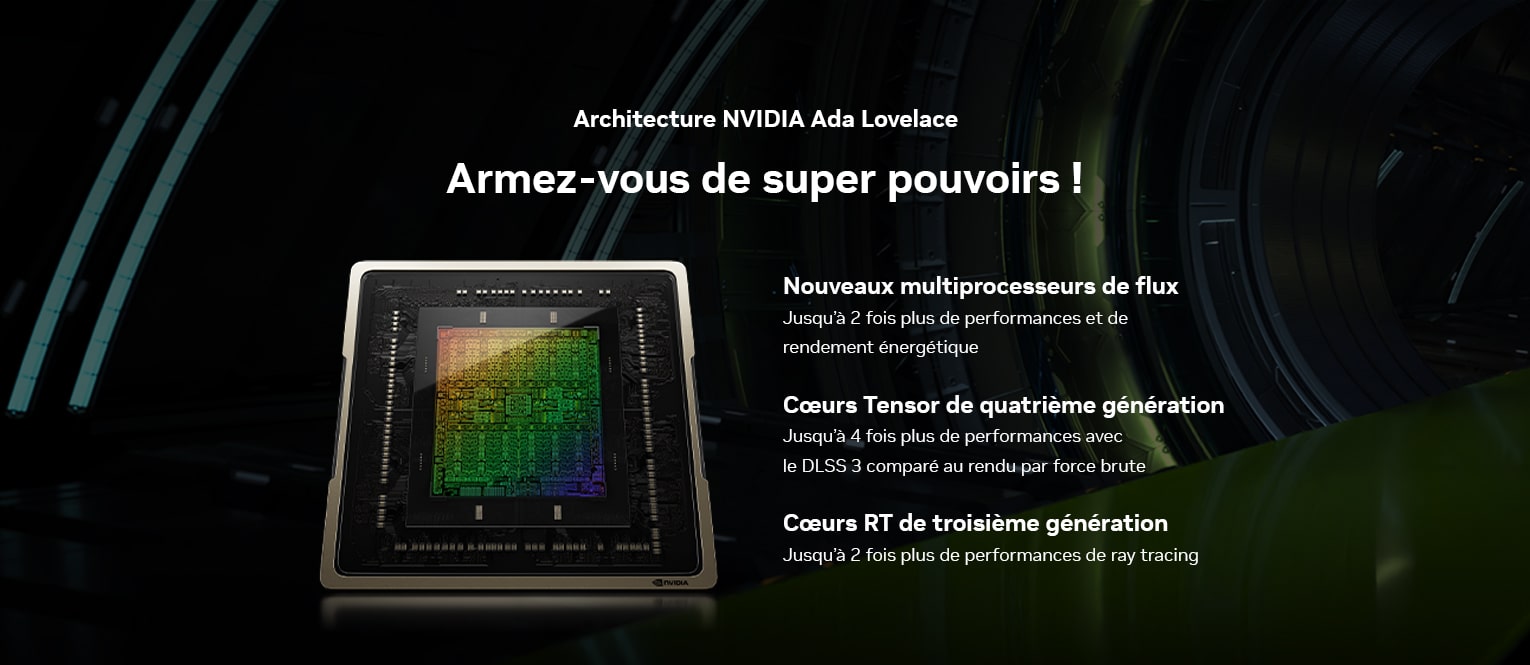 Architecture NVIDIA Ada Lovelace
Armez-vous de super pouvoirs !
Nouveaux multiprocesseurs de flux
Jusqu’à 2 fois plus de performances et de
rendement énergétique
Cœurs Tensor de quatrième génération
Jusqu’à 4 fois plus de performances avec
le DLSS 3 comparé au rendu par force brute
Cœurs RT de troisième génération
Jusqu’à 2 fois plus de performances de ray tracing
NVIDIA